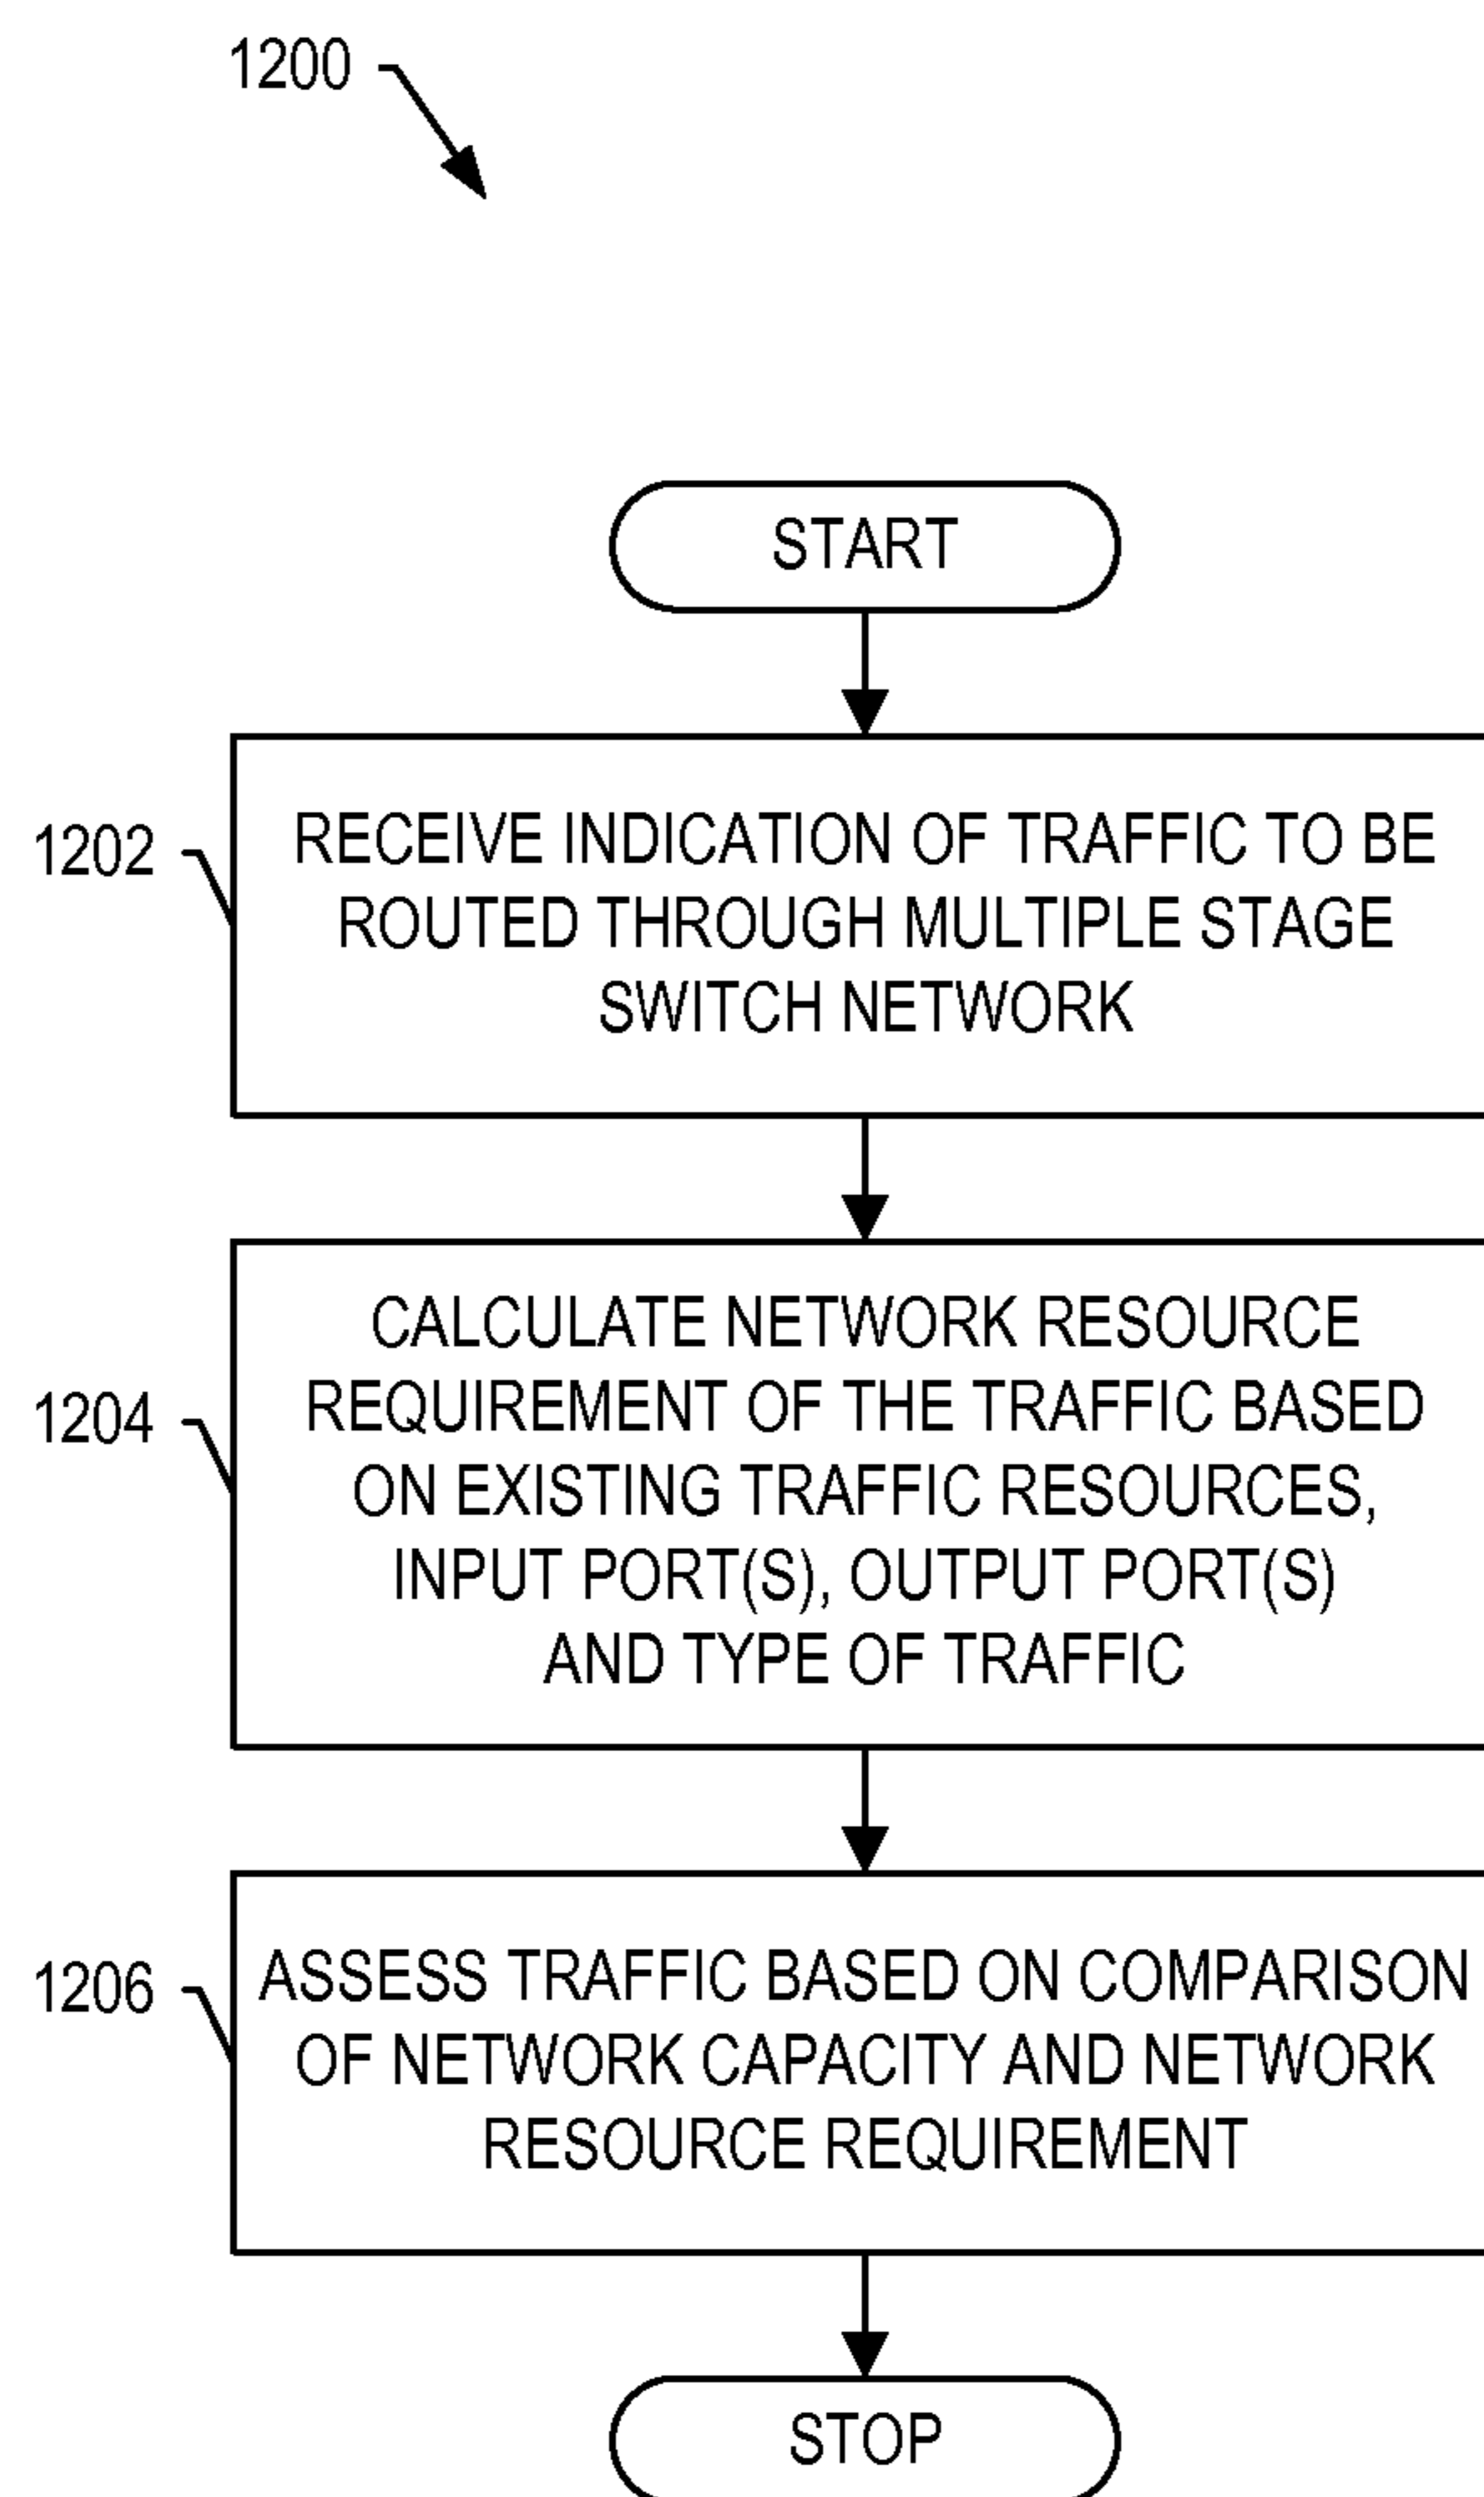 1200
START
1202
RECEIVE INDICATION OF TRAFFIC TO BE
ROUTED THROUGH MULTIPLE STAGE
SWITCH NETWORK
1204
CALCULATE NETWORK RESOURCE
REQUIREMENT OF THE TRAFFIC BASED
ON EXISTING TRAFFIC RESOURCES,
INPUT PORT(S), OUTPUT PORT(S)
AND TYPE OF TRAFFIC
1206
ASSESS TRAFFIC BASED ON COMPARISON
OF NETWORK CAPACITY AND NETWORK
RESOURCE REQUIREMENT
STOP